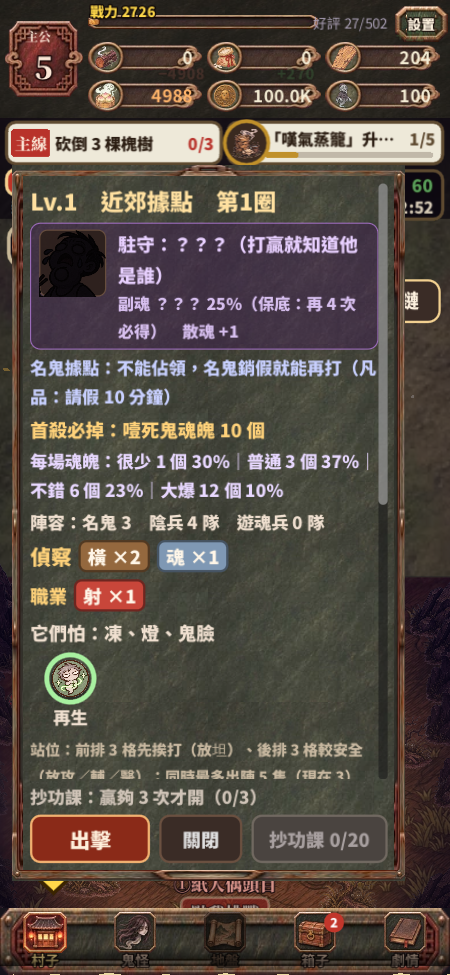 戰力.2726
主公
5
好評 27/502
設置
0
0
204
4988
+270
100.0K
100
主線
砍倒 3 棵槐樹
0/3
「嘆氣蒸籠」升⋯
1/5
60
:52
Lv.1 近郊據點 第1圈
駐守：？？？（打贏就知道他
是誰）
副魂 ？？？ 25%（保底：再 4 次
必得） 散魂 +1
名鬼據點：不能佔領，名鬼銷假就能再打（凡
品：請假 10 分鐘）
首殺必掉：噎死鬼魂魄 10 個
每場魂魄：很少 1 個 30%｜普通 3 個 37%｜
不錯 6 個 23%｜大爆 12 個 10%
陣容：名鬼 3 陰兵 4 隊 遊魂兵 0 隊
偵察
橫 ×2
魂 ×1
職業
射 ×1
它們怕：凍、燈、鬼臉
再生
站位：前排 3 格先挨打（放坦）、後排 3 格較安全
（放攻／輔／醫）；同時最多出陣 5 隻（現在 3）
抄功課：贏夠 3 次才開（0/3）
出擊
關閉
抄功課 0/20
①紙人偶頭目
村子
鬼怪
地盤
箱子
2
劇情